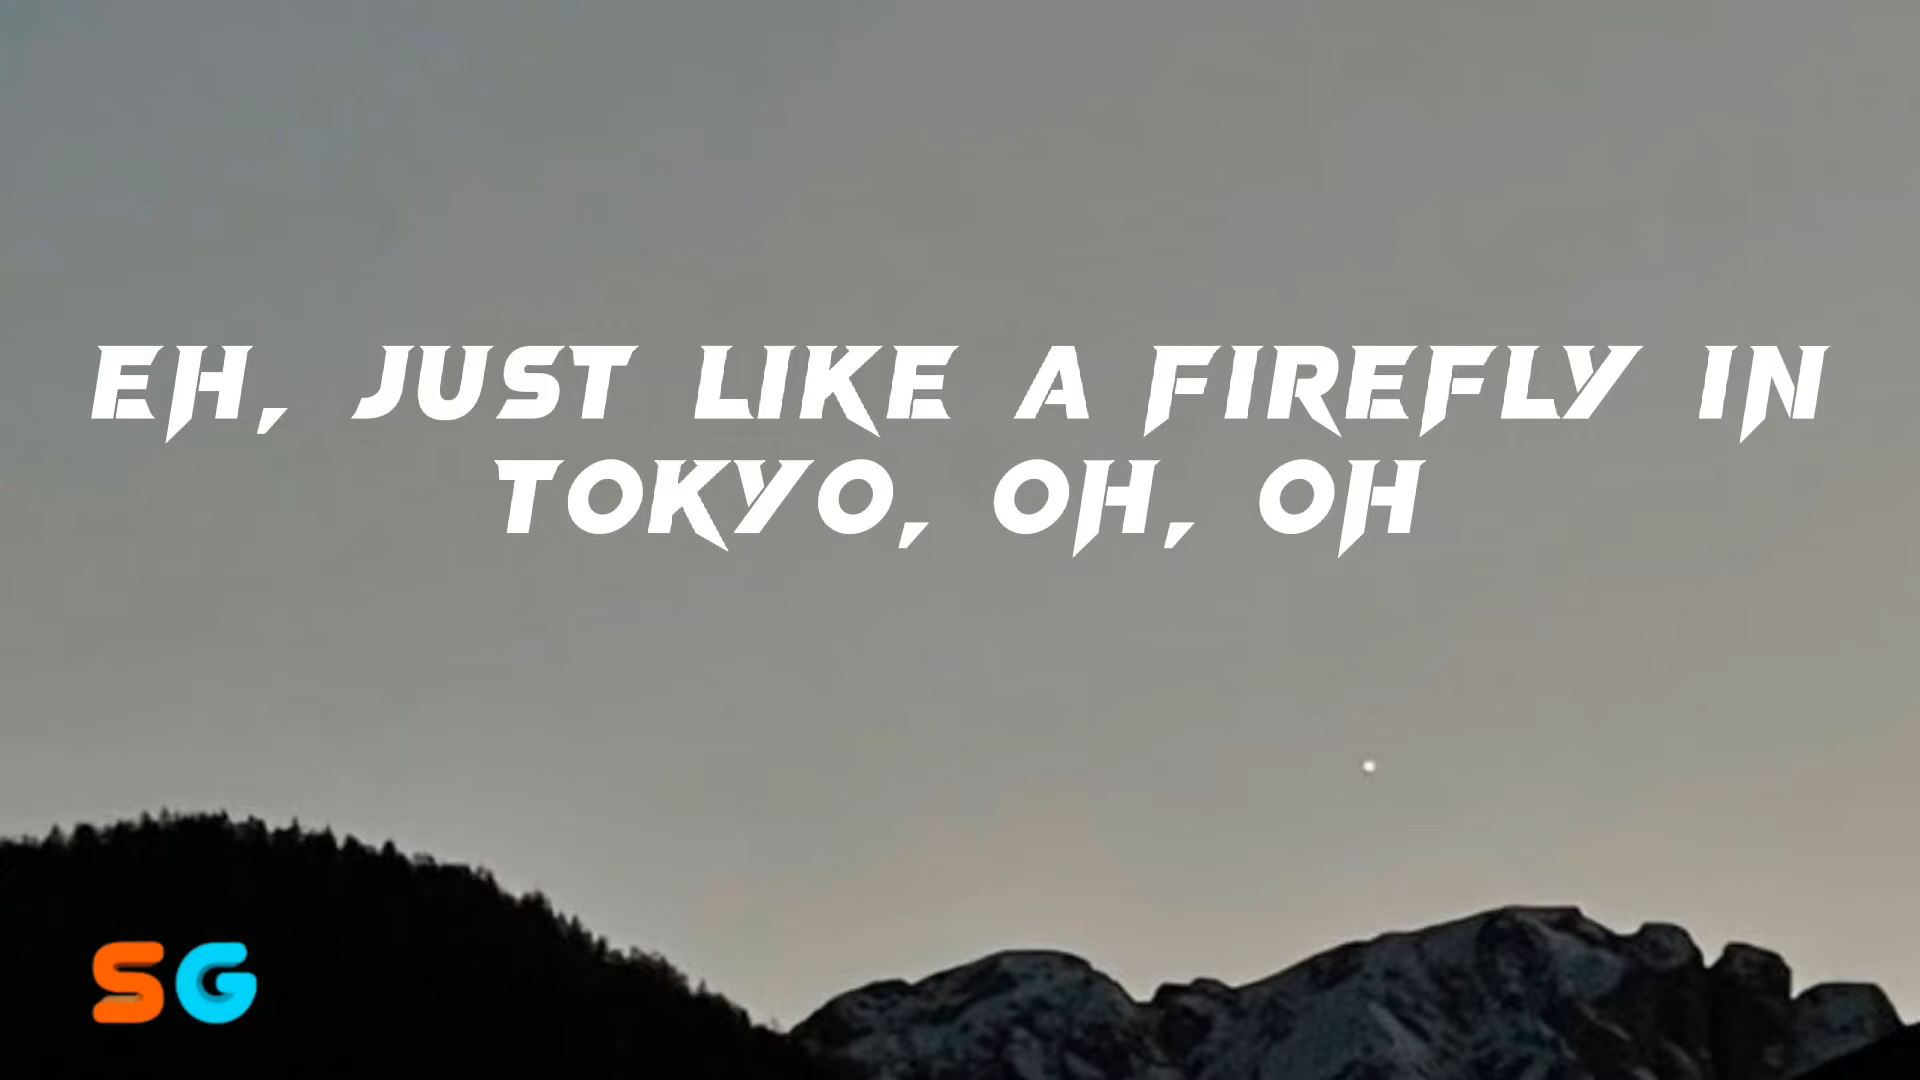 EH, JUST LIKE A FIREFLY IN
TOKYO, OH, OH
SG